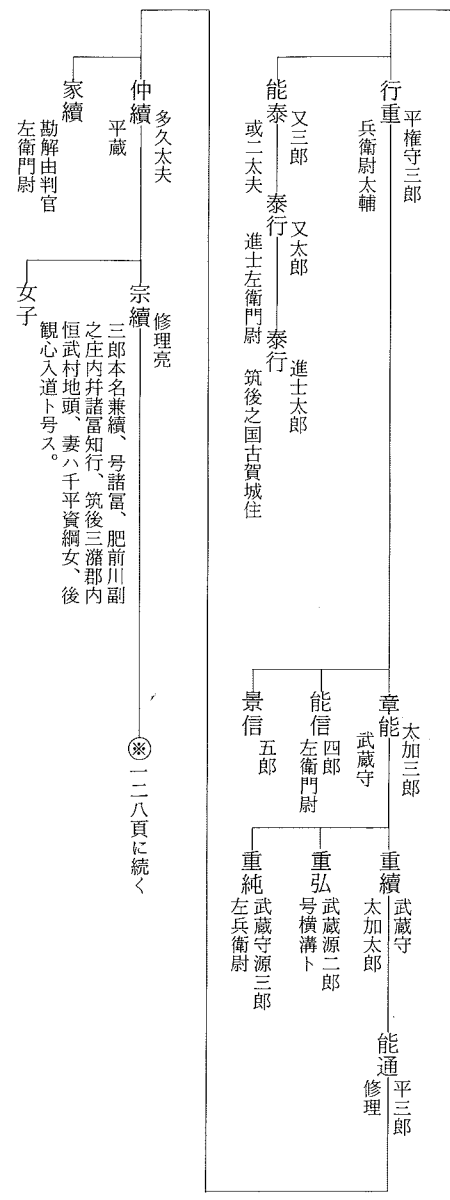 行重
平権守三郎
兵衛尉太輔
能泰
又三郎
或二太夫
泰行
又太郎
進士左衛門尉
泰行
進士太郎
筑後之国古賀城住
章能
太加三郎
武蔵守
能信
四郎
左衛門尉
景信
五郎
重續
武蔵守
太加太郎
重弘
武蔵源二郎
号横溝ト
重純
武蔵守源三郎
左兵衛尉
能通
平三郎
修理
仲續
多久太夫
平蔵
家續
勘解由判官
左衛門尉
宗續
修理亮
三郎本名兼續、号諸冨、肥前川副
之庄内幷諸冨知行、筑後三潴郡内
恒武村地頭、妻ハ千平資綱女、後
観心入道ト号ス。
女子
※一二八頁に続く